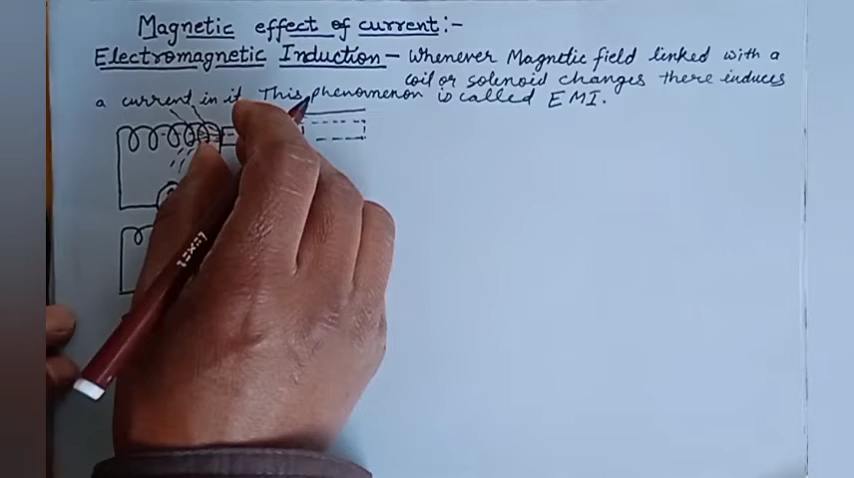 Magnetic effect of current:-
Electromagnetic Induction - Whenever Magnetic field linked with a
coil or solenoid changes there induces
a current in it This phenomenon is called EMI.